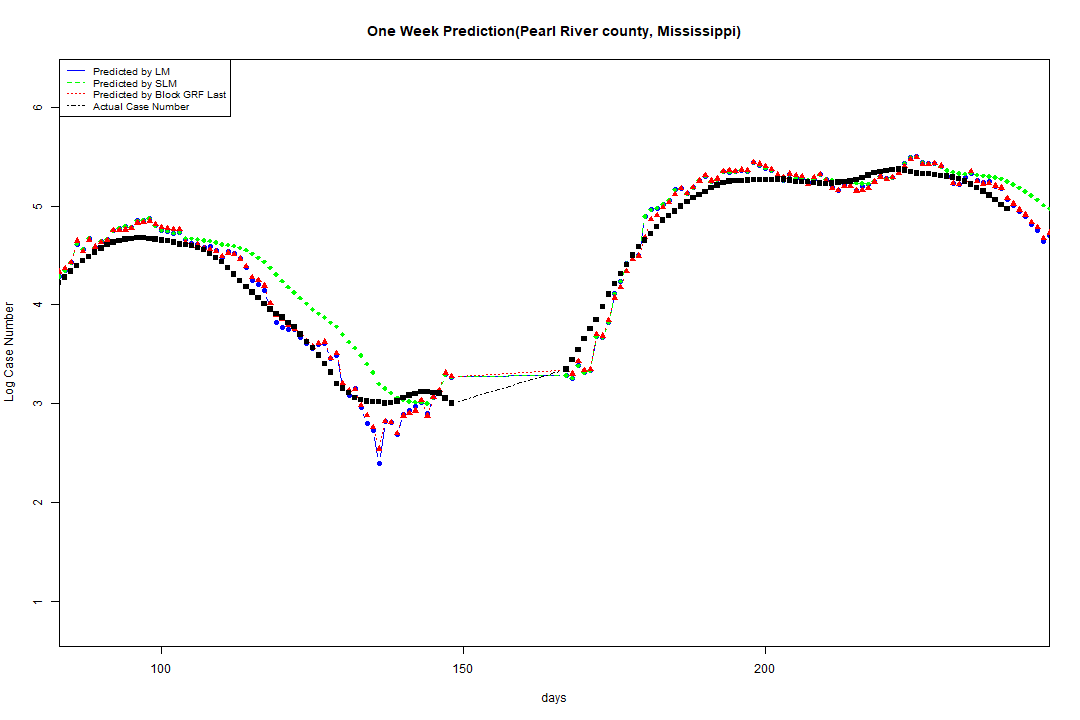 One Week Prediction(Pearl River county, Mississippi)
Predicted by LM
Predicted by SLM
Predicted by Block GRF Last
Actual Case Number
6
5
4
3
2
1
Log Case Number
100 150 200
days